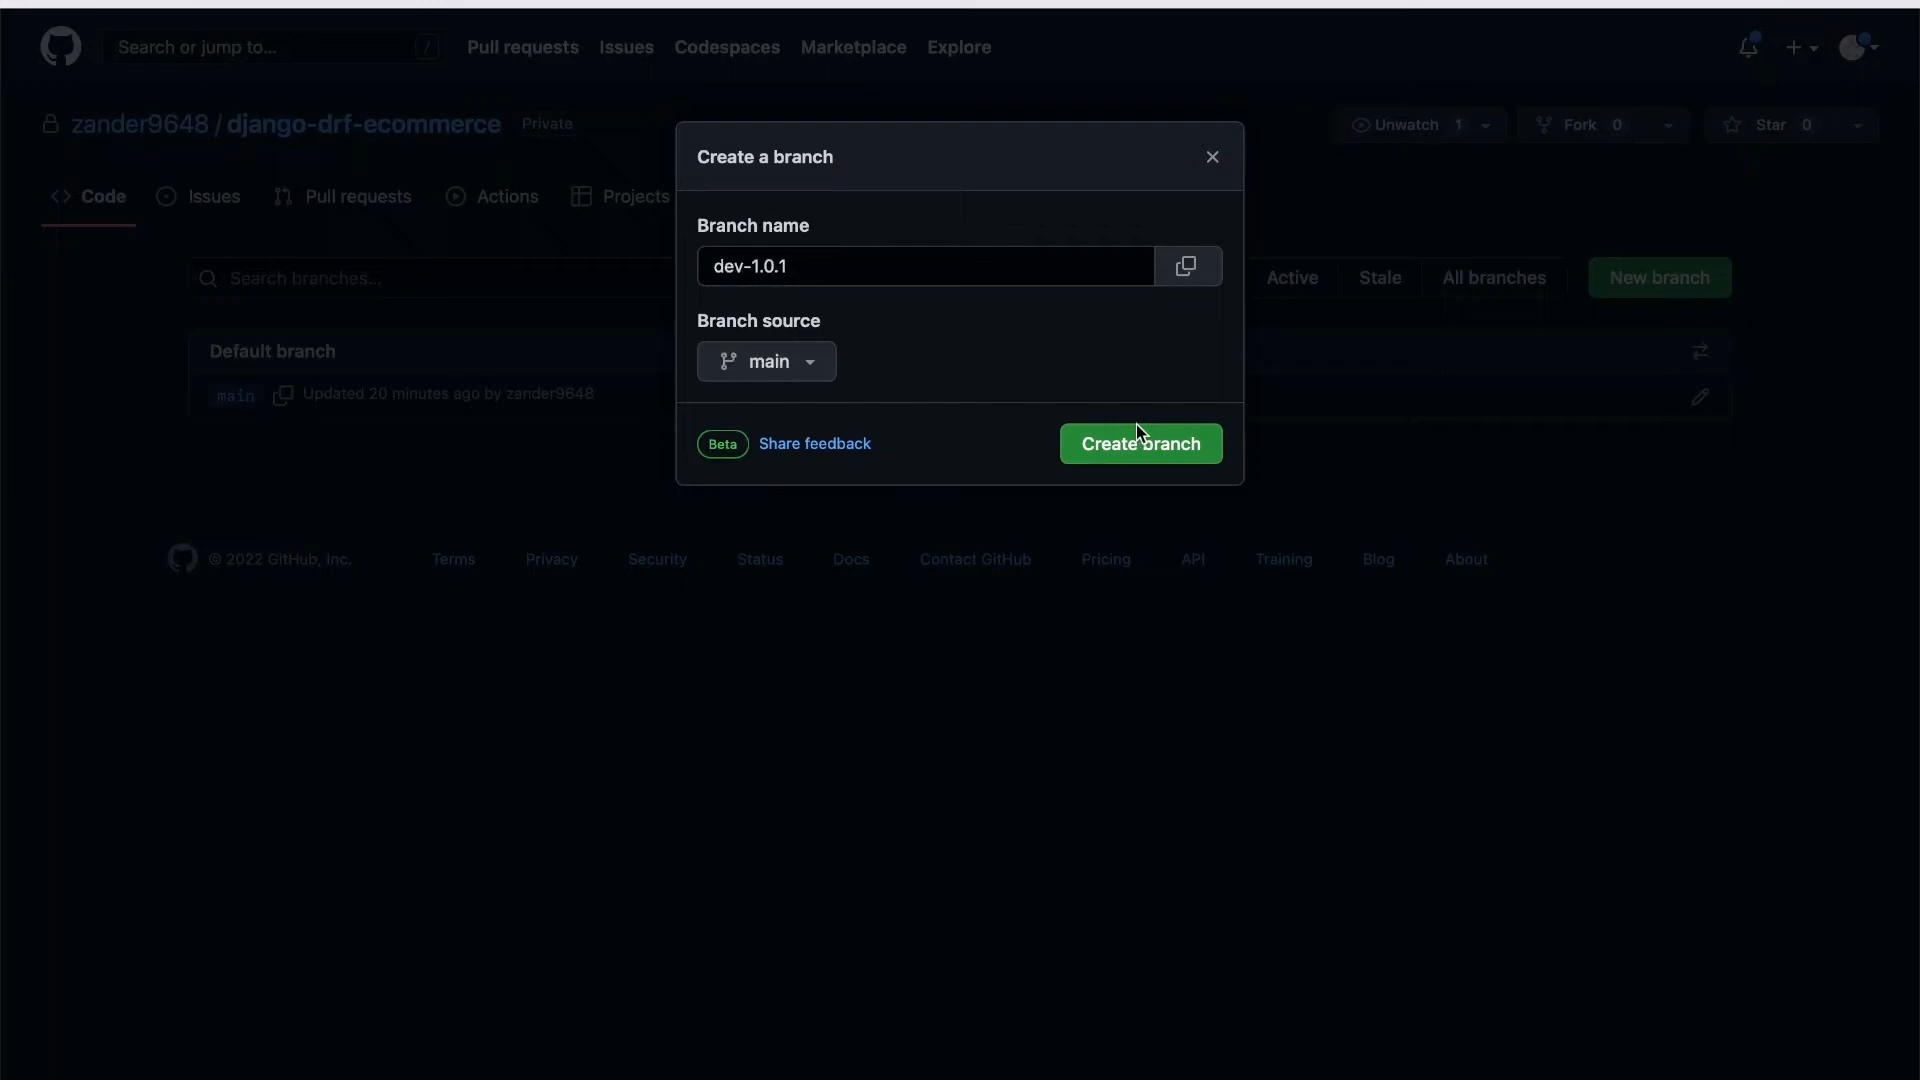 Search or jump to... /
Pull requests Issues Codespaces Marketplace Explore
zander9648 / django-drf-ecommerce Private
Unwatch 1 Fork 0 Star 0
Code Issues Pull requests Actions Projects
Create a branch
Branch name
dev-1.0.1
Search branches...
Active Stale All branches New branch
Branch source
main
Default branch
main Updated 20 minutes ago by zander9648
Beta Share feedback Create branch
© 2022 GitHub, Inc. Terms Privacy Security Status Docs Contact GitHub Pricing API Training Blog About